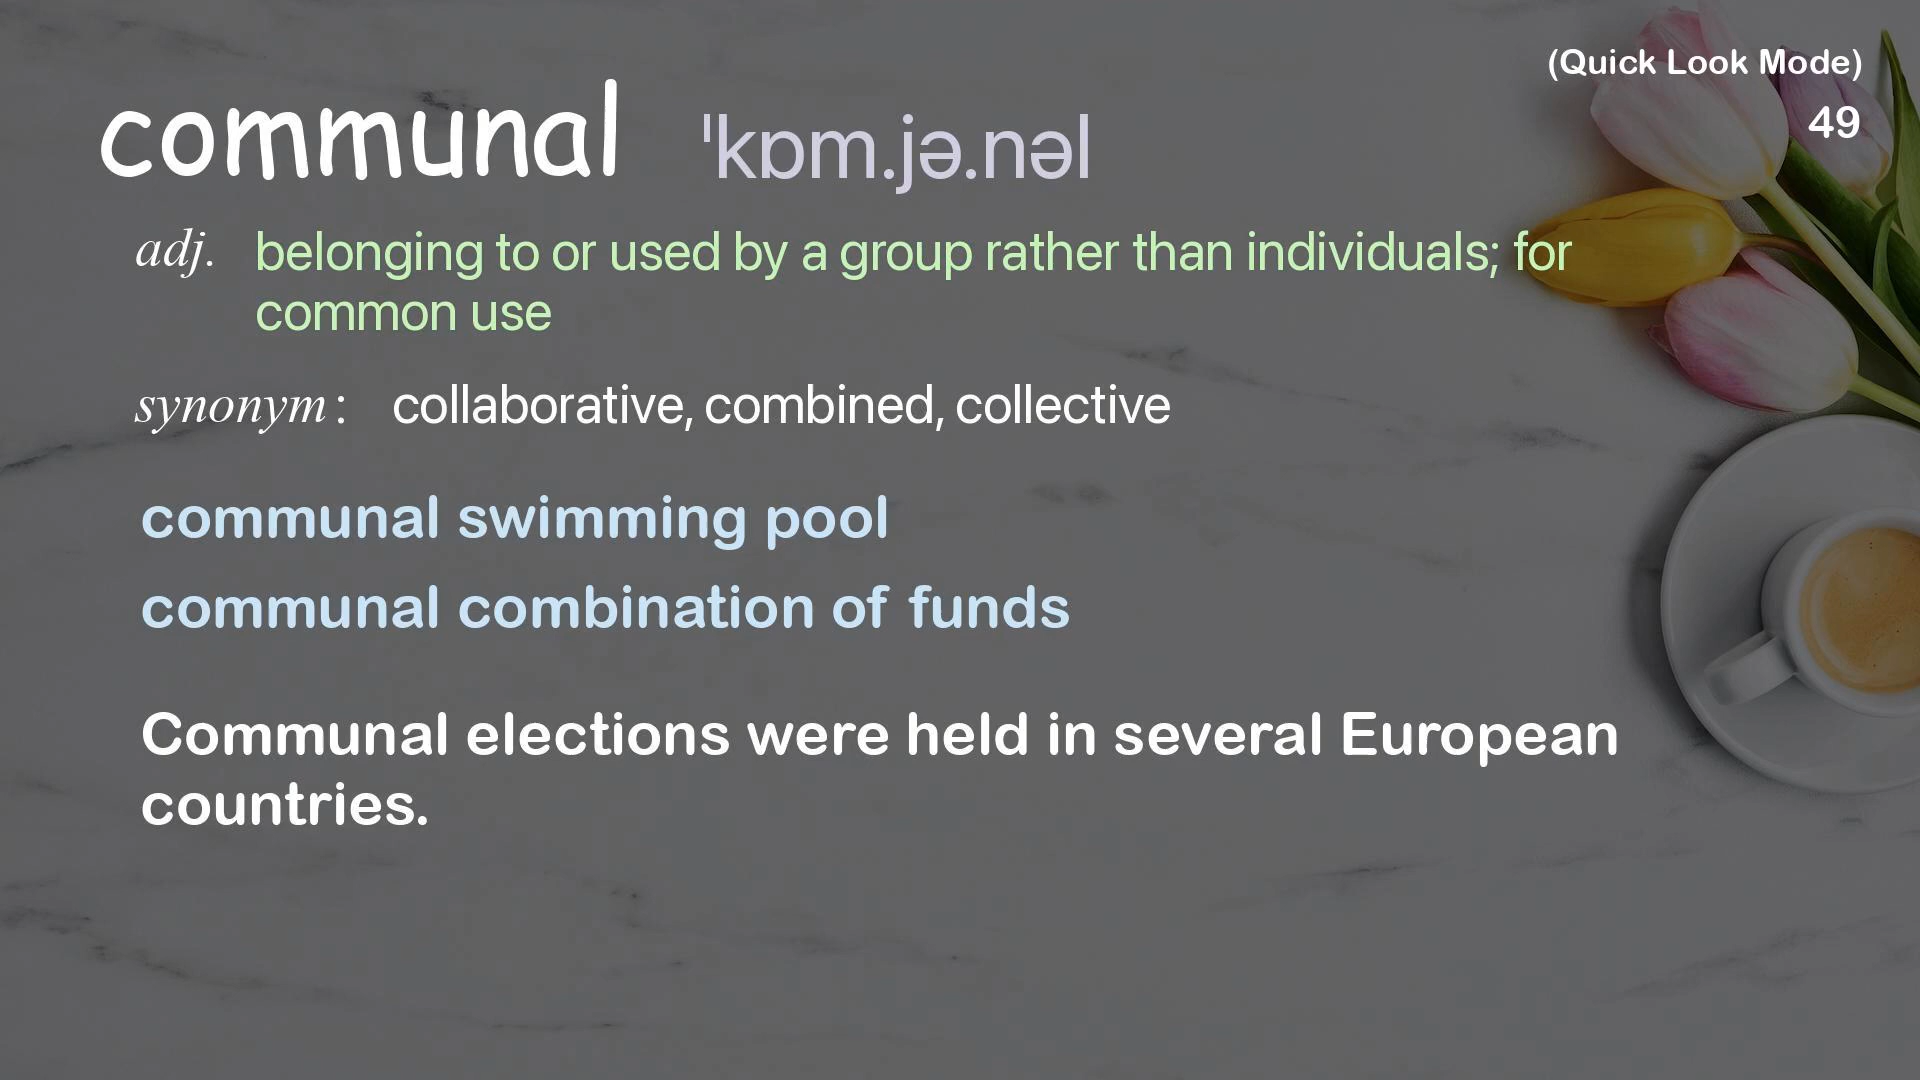 (Quick Look Mode)
communal ˈkɒm.jə.nəl 49
adj. belonging to or used by a group rather than individuals; for
common use
synonym: collaborative, combined, collective
communal swimming pool
communal combination of funds
Communal elections were held in several European
countries.